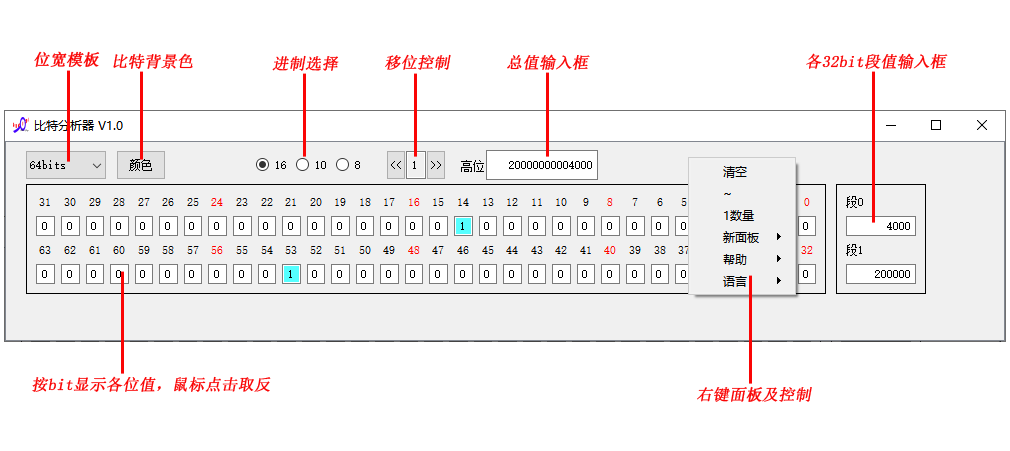 位宽模板 比特背景色 进制选择 移位控制 总值输入框 各32bit段值输入框
比特分析器 V1.0
64bits 颜色 16 10 8 << 1 >> 高位 20000000004000
31 30 29 28 27 26 25 24 23 22 21 20 19 18 17 16 15 14 13 12 11 10 9 8 7 6 5 0
0 0 0 0 0 0 0 0 0 0 0 0 0 0 0 0 0 1 0 0 0 0 0 0 0 0 0 0
63 62 61 60 59 58 57 56 55 54 53 52 51 50 49 48 47 46 45 44 43 42 41 40 39 38 37 32
0 0 0 0 0 0 0 0 0 0 1 0 0 0 0 0 0 0 0 0 0 0 0 0 0 0 0 0
清空
~
1数量
新面板
帮助
语言
段0
4000
段1
200000
按bit显示各位值，鼠标点击取反
右键面板及控制